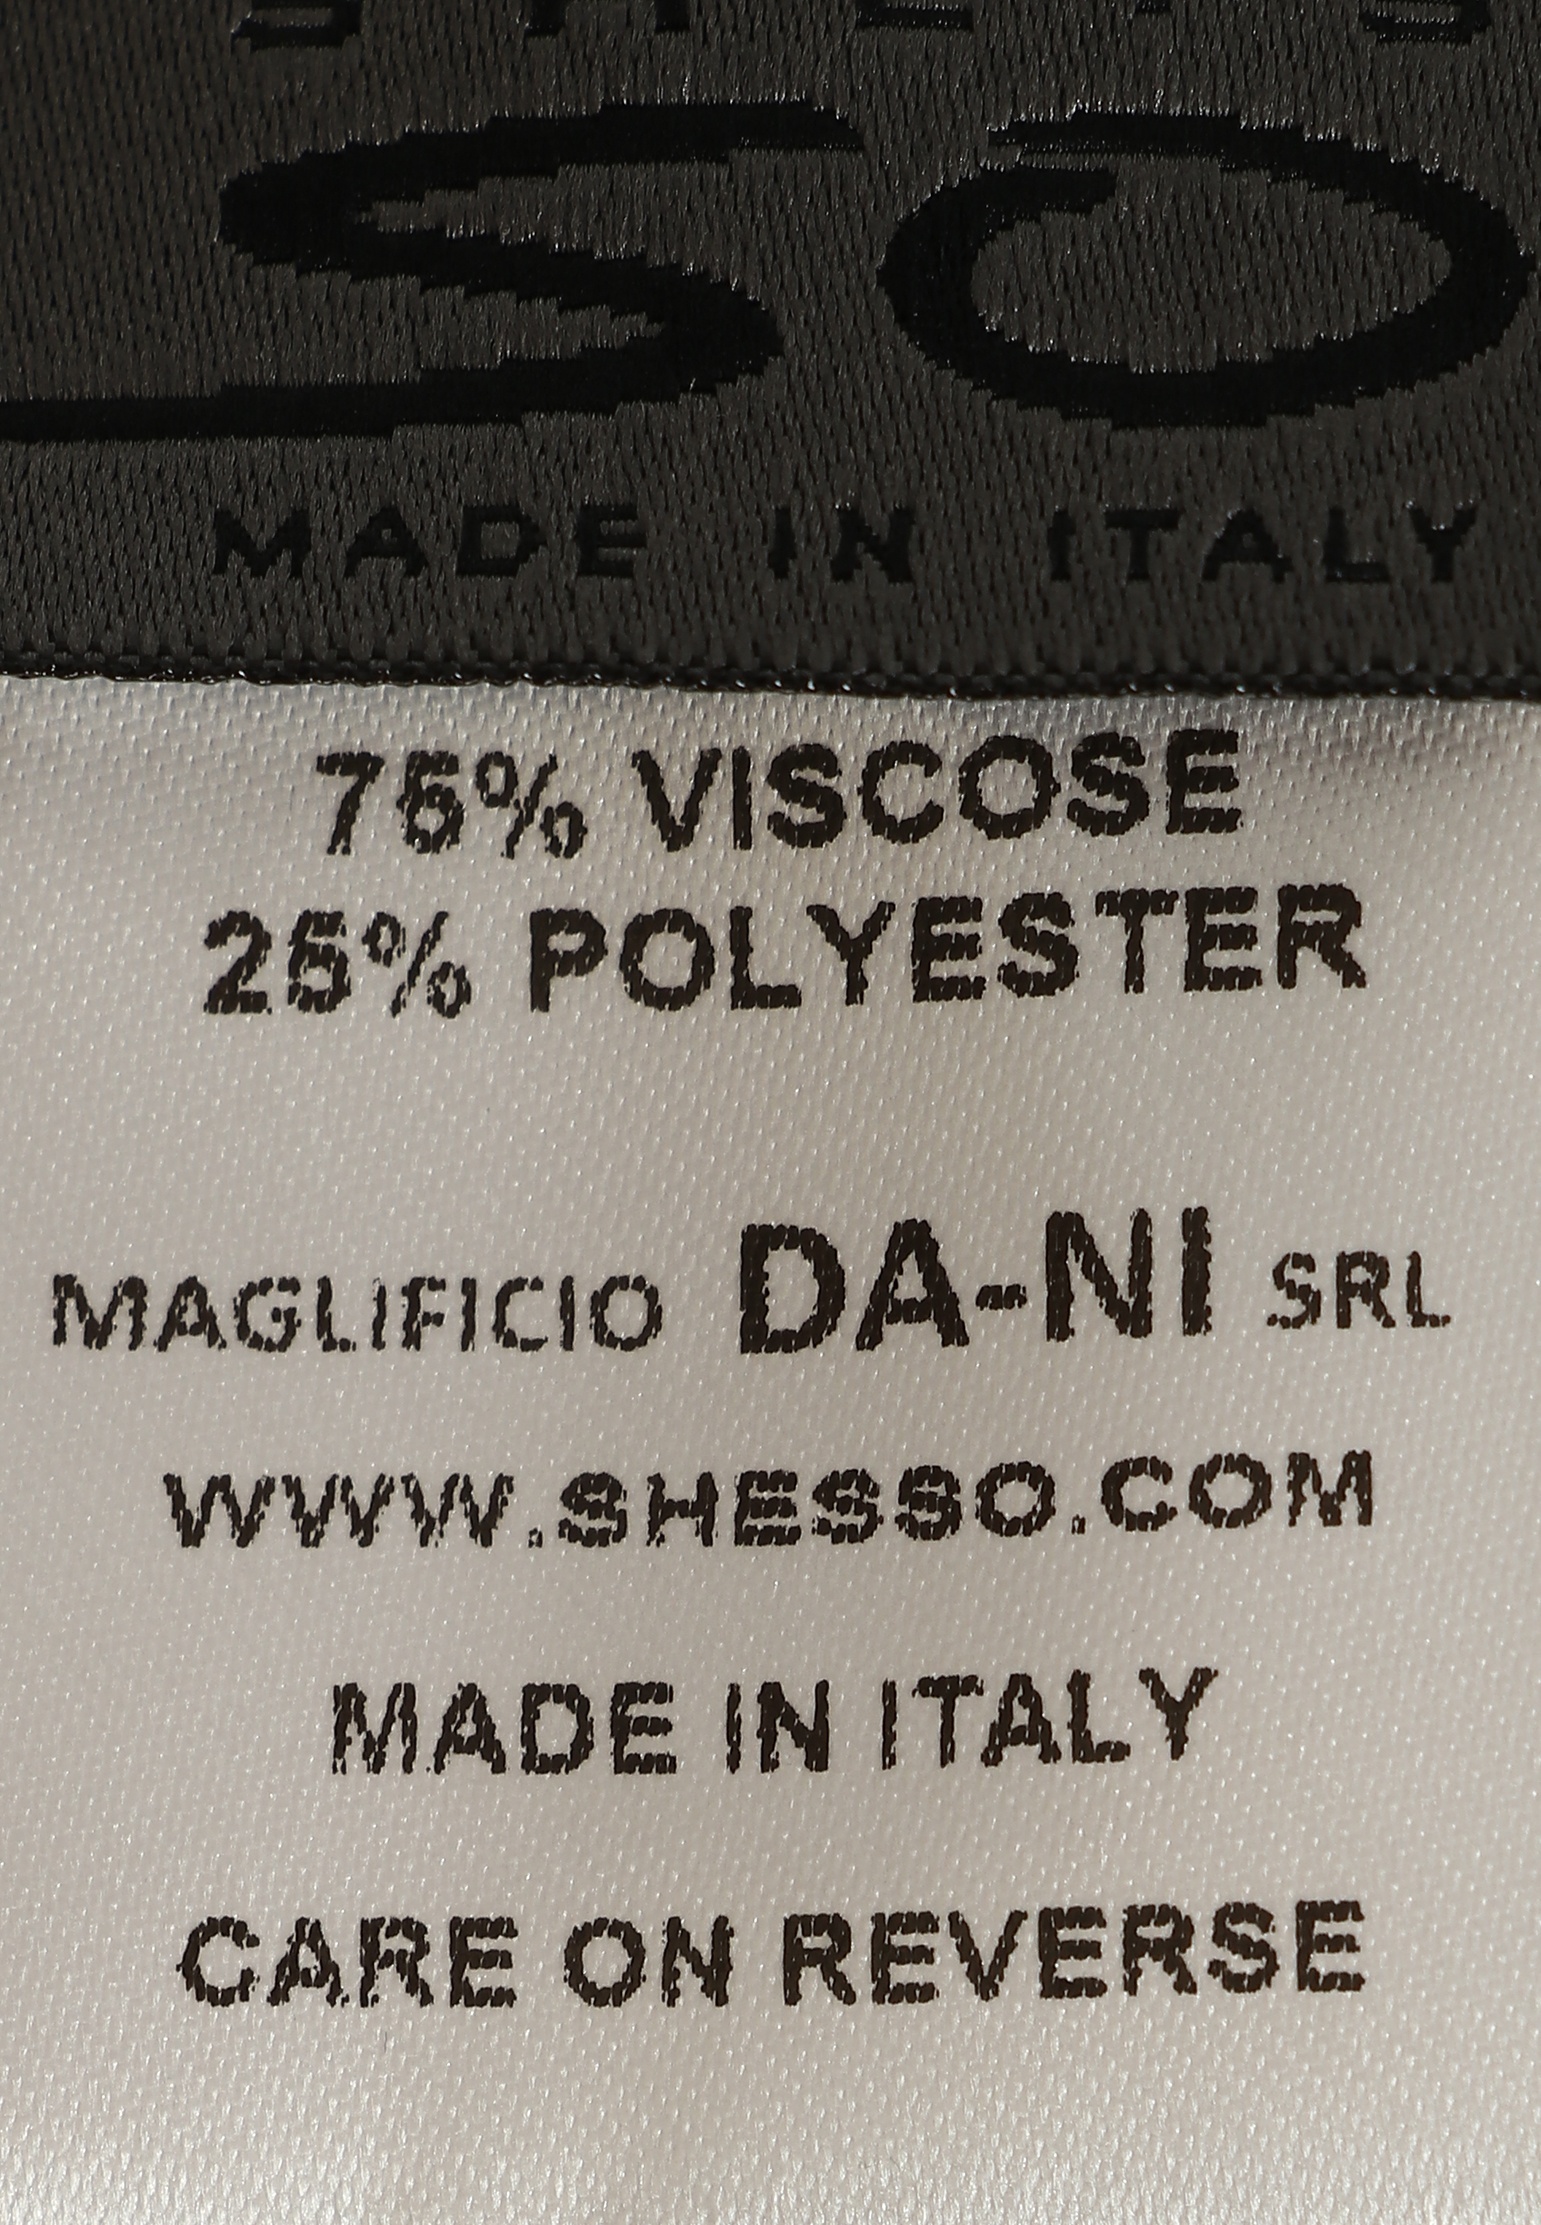 SO
MADE IN ITALY
75% VISCOSE
25% POLYESTER
MAGLIFICIO DA-NI SRL
WWW.SHESSO.COM
MADE IN ITALY
CARE ON REVERSE